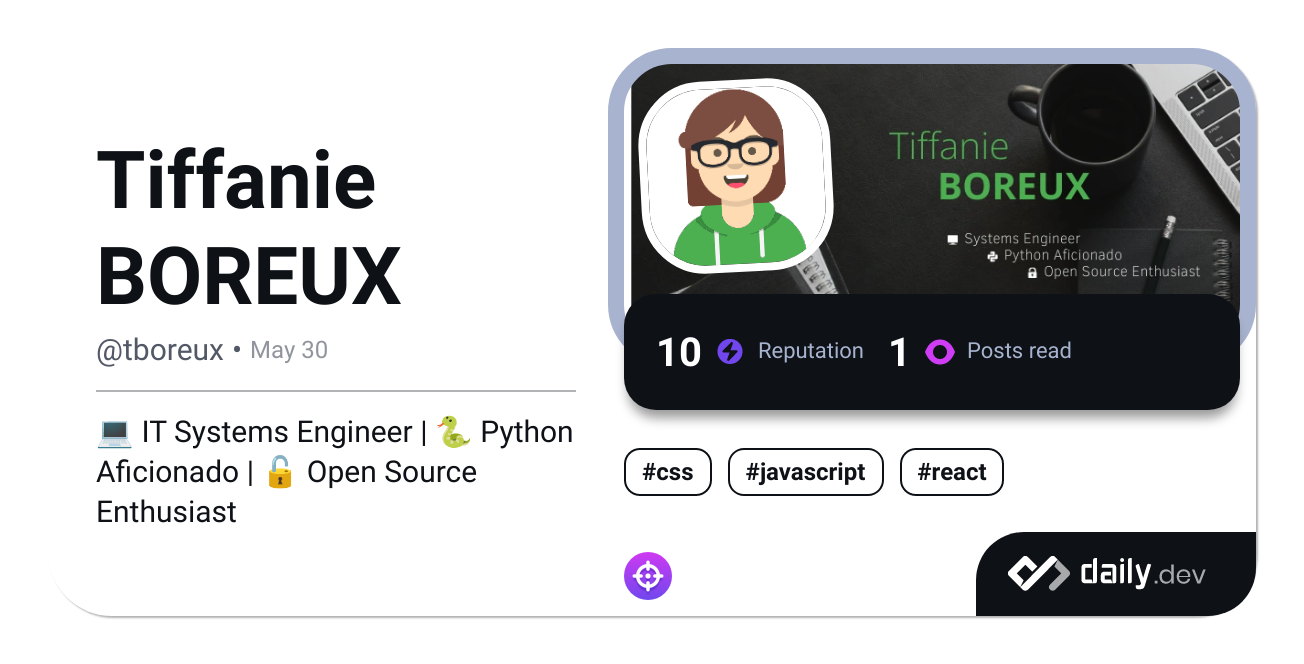 Tiffanie
BOREUX
@tboreux • May 30
💻 IT Systems Engineer | 🐍 Python
Aficionado | 🔓 Open Source
Enthusiast
Tiffanie
BOREUX
Systems Engineer
Python Aficionado
Open Source Enthusiast
10 Reputation 1 Posts read
#css #javascript #react
daily.dev